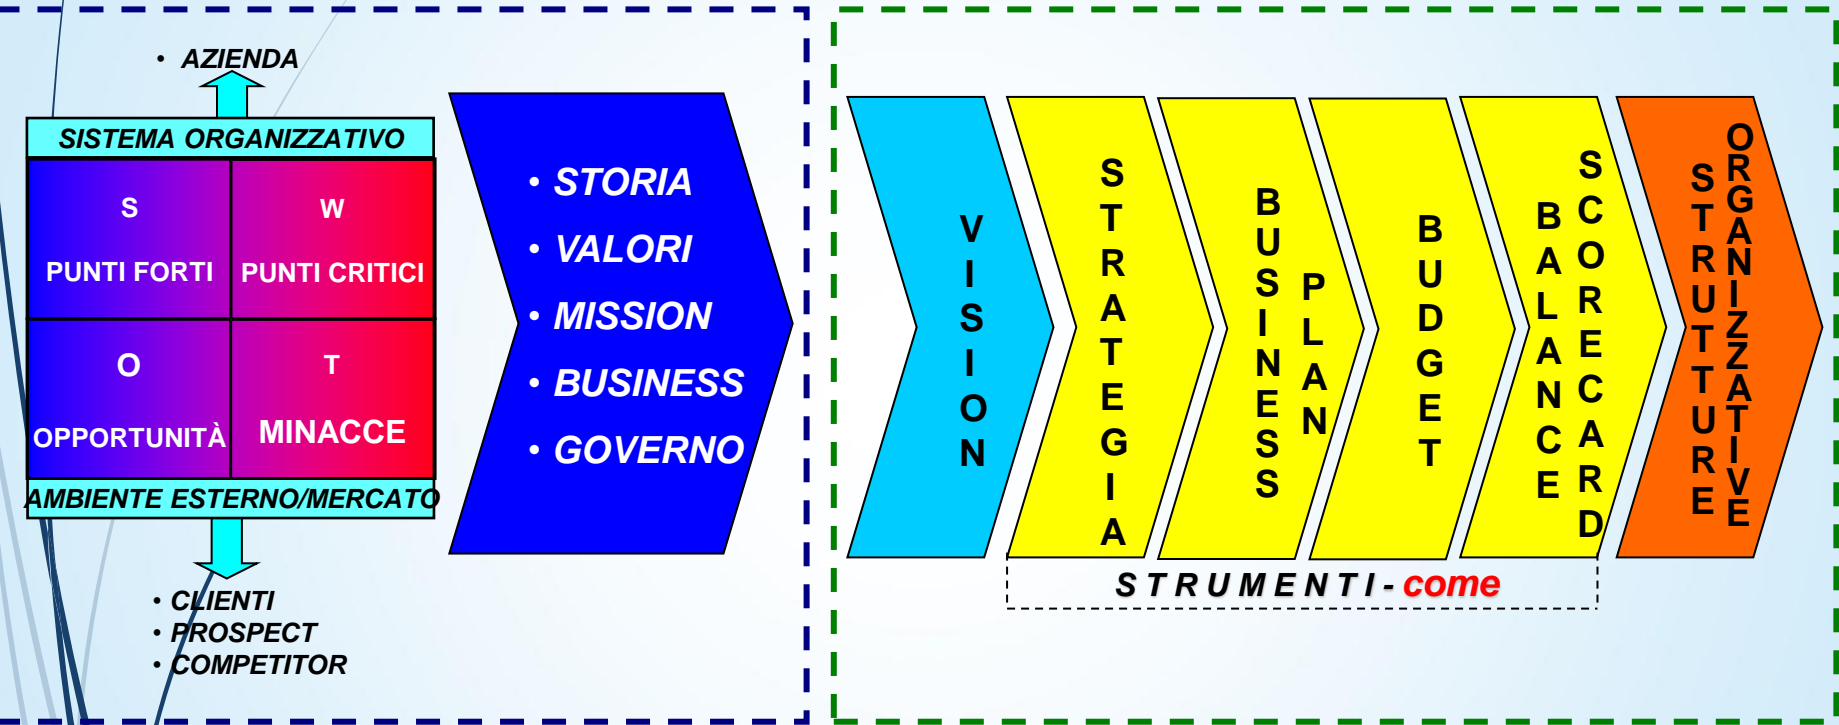 • AZIENDA
SISTEMA ORGANIZZATIVO
S
PUNTI FORTI
W
PUNTI CRITICI
O
OPPORTUNITÀ
T
MINACCE
AMBIENTE ESTERNO/MERCATO
• CLIENTI
• PROSPECT
• COMPETITOR
• STORIA
• VALORI
• MISSION
• BUSINESS
• GOVERNO
VISION
STRATEGIA
BUSINESS
PLAN
BUDGET
BALANCE
SCORECARD
STRUTTURE
ORGANIZZATIVE
STRUMENTI - come